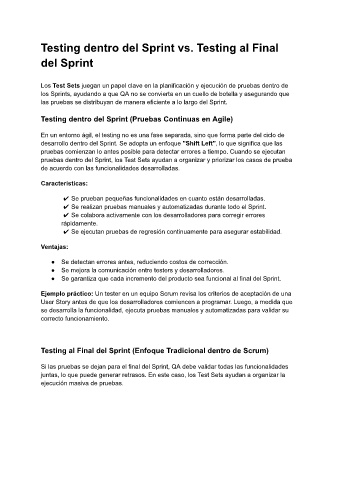 Testing dentro del Sprint vs. Testing al Final
del Sprint
Los Test Sets juegan un papel clave en la planificación y ejecución de pruebas dentro de
los Sprints, ayudando a que QA no se convierta en un cuello de botella y asegurando que
las pruebas se distribuyan de manera eficiente a lo largo del Sprint.
Testing dentro del Sprint (Pruebas Continuas en Agile)
En un entorno ágil, el testing no es una fase separada, sino que forma parte del ciclo de
desarrollo dentro del Sprint. Se adopta un enfoque "Shift Left", lo que significa que las
pruebas comienzan lo antes posible para detectar errores a tiempo. Cuando se ejecutan
pruebas dentro del Sprint, los Test Sets ayudan a organizar y priorizar los casos de prueba
de acuerdo con las funcionalidades desarrolladas.
Características:
✔ Se prueban pequeñas funcionalidades en cuanto están desarrolladas.
✔ Se realizan pruebas manuales y automatizadas durante todo el Sprint.
✔ Se colabora activamente con los desarrolladores para corregir errores
rápidamente.
✔ Se ejecutan pruebas de regresión continuamente para asegurar estabilidad.
Ventajas:
● Se detectan errores antes, reduciendo costos de corrección.
● Se mejora la comunicación entre testers y desarrolladores.
● Se garantiza que cada incremento del producto sea funcional al final del Sprint.
Ejemplo práctico: Un tester en un equipo Scrum revisa los criterios de aceptación de una
User Story antes de que los desarrolladores comiencen a programar. Luego, a medida que
se desarrolla la funcionalidad, ejecuta pruebas manuales y automatizadas para validar su
correcto funcionamiento.
Testing al Final del Sprint (Enfoque Tradicional dentro de Scrum)
Si las pruebas se dejan para el final del Sprint, QA debe validar todas las funcionalidades
juntas, lo que puede generar retrasos. En este caso, los Test Sets ayudan a organizar la
ejecución masiva de pruebas.